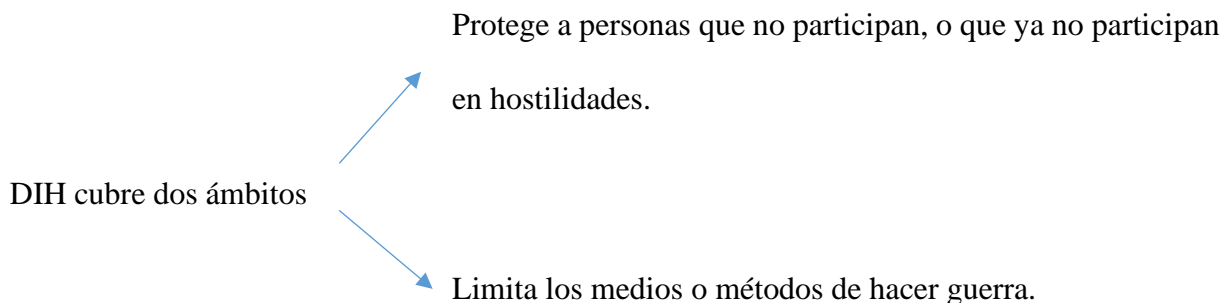 Protege a personas que no participan, o que ya no participan
en hostilidades.
DIH cubre dos ámbitos
Limita los medios o métodos de hacer guerra.